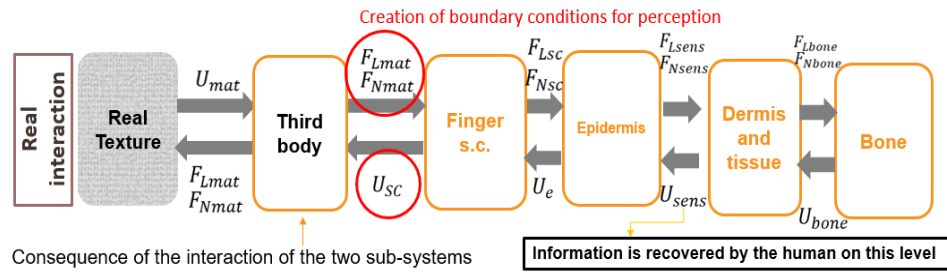 Creation of boundary conditions for perception
Real interaction
Real
Texture
U_mat
F_Lmat
F_Nmat
Third
body
F_Lmat
F_Nmat
U_SC
Finger
s.c.
F_Lsc
F_Nsc
U_e
Epidermis
F_Lsens
F_Nsens
U_sens
Dermis
and
tissue
F_Lbone
F_Nbone
U_bone
Bone
Consequence of the interaction of the two sub-systems
Information is recovered by the human on this level